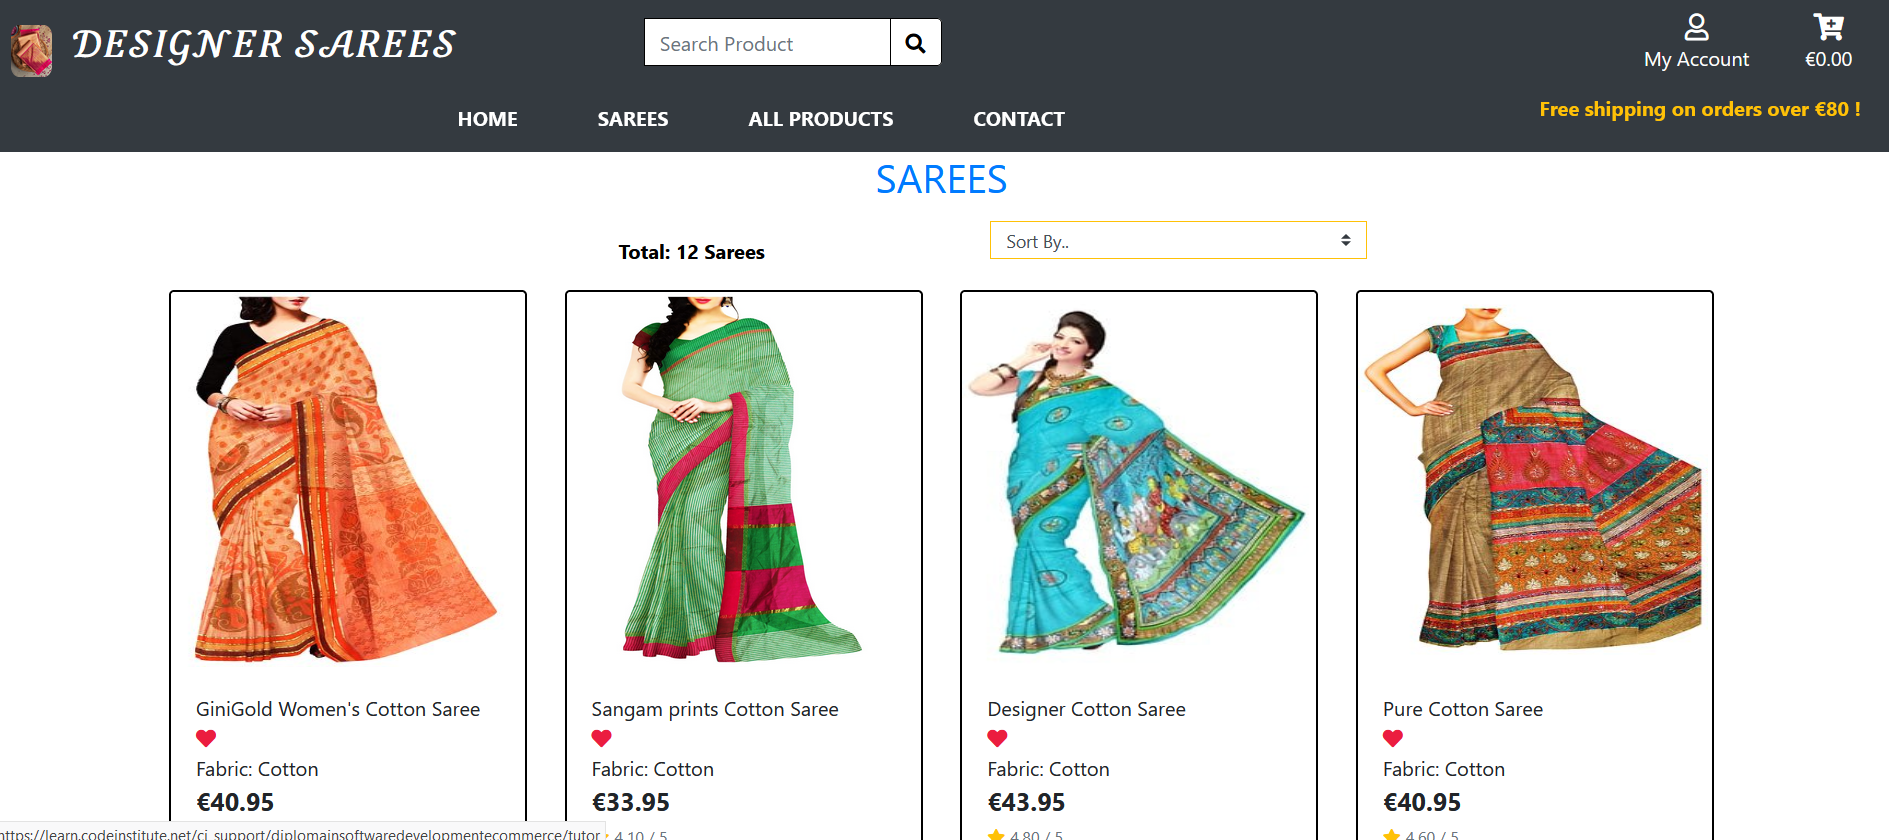 DESIGNER SAREES
Search Product
My Account
€0.00
HOME SAREES ALL PRODUCTS CONTACT
Free shipping on orders over €80 !
SAREES
Total: 12 Sarees
Sort By..
GiniGold Women's Cotton Saree
Fabric: Cotton
€40.95
Sangam prints Cotton Saree
Fabric: Cotton
€33.95
4.10 / 5
Designer Cotton Saree
Fabric: Cotton
€43.95
4.80 / 5
Pure Cotton Saree
Fabric: Cotton
€40.95
4.60 / 5
https://learn.codeinstitute.net/ci_support/diplomainsoftwaredevelopmentecommerce/tutor